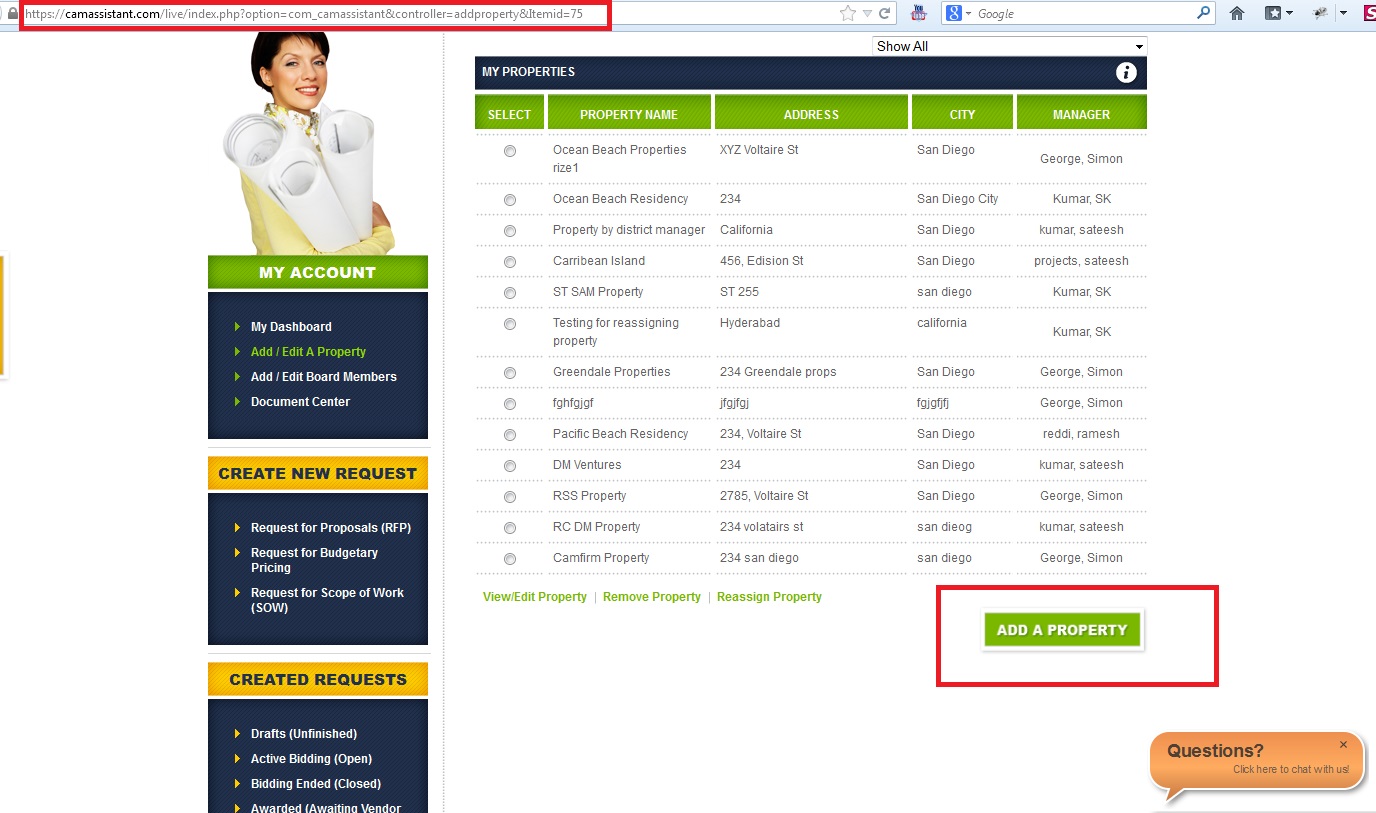 https://camassistant.com/live/index.php?option=com_camassistant&controller=addproperty&Itemid=75
You
Google
Show All
MY PROPERTIES
SELECT PROPERTY NAME ADDRESS CITY MANAGER
Ocean Beach Properties rize1 XYZ Voltaire St San Diego George, Simon
Ocean Beach Residency 234 San Diego City Kumar, SK
Property by district manager California San Diego kumar, sateesh
Carribean Island 456, Edision St San Diego projects, sateesh
ST SAM Property ST 255 san diego Kumar, SK
Testing for reassigning property Hyderabad california Kumar, SK
Greendale Properties 234 Greendale props San Diego George, Simon
fghfgjgf jfgjfgj fgjgfjfj George, Simon
Pacific Beach Residency 234, Voltaire St San Diego reddi, ramesh
DM Ventures 234 San Diego kumar, sateesh
RSS Property 2785, Voltaire St San Diego George, Simon
RC DM Property 234 volatairs st san dieog kumar, sateesh
Camfirm Property 234 san diego san diego George, Simon
View/Edit Property | Remove Property | Reassign Property
ADD A PROPERTY
MY ACCOUNT
My Dashboard
Add / Edit A Property
Add / Edit Board Members
Document Center
CREATE NEW REQUEST
Request for Proposals (RFP)
Request for Budgetary
Pricing
Request for Scope of Work
(SOW)
CREATED REQUESTS
Drafts (Unfinished)
Active Bidding (Open)
Bidding Ended (Closed)
Awarded (Awaiting Vendor
Questions?
Click here to chat with us!